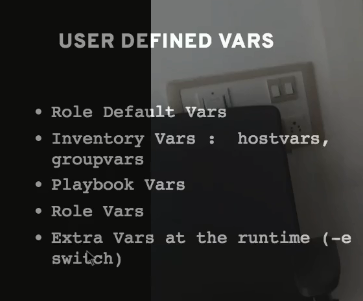 USER DEFINED VARS
• Role Default Vars
• Inventory Vars : hostvars,
groupvars
• Playbook Vars
• Role Vars
• Extra Vars at the runtime (-e
switch)